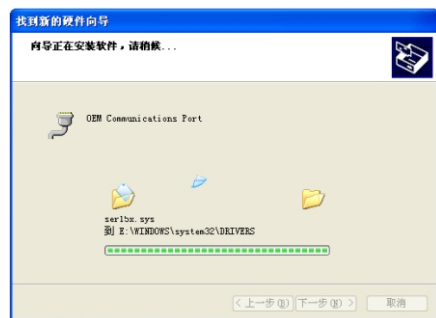 找到新的硬件向导
向导正在安装软件，请稍候...
OEM Communications Port
ser15x.sys
到 E:\WINDOWS\system32\DRIVERS
< 上一步(B)
下一步(N) >
取消